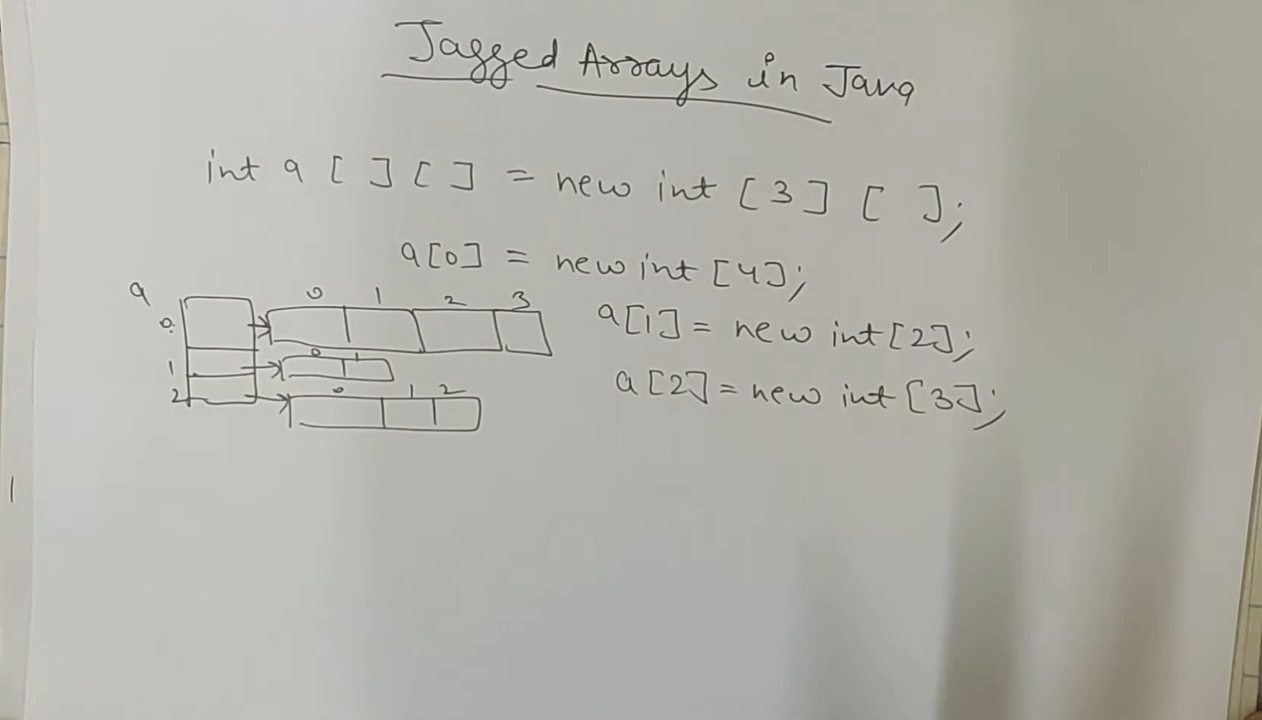 Jagged Arrays in Java
int a [ ] [ ] = new int [ 3 ] [ ];
a[0] = new int [4];
a
0 1 2 3
0
a[1] = new int[2];
0 1
1
0 1 2
2
a[2] = new int [3];